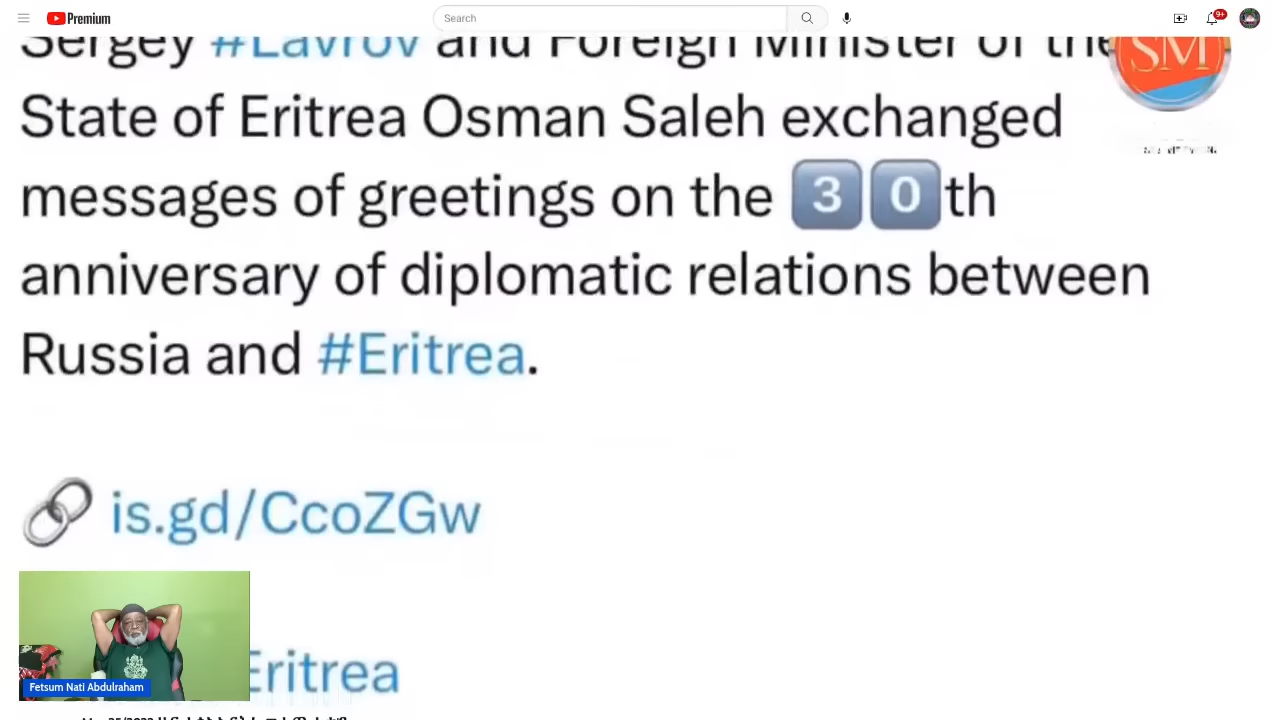 Premium
Search
9+
Sergey #Lavrov and Foreign Minister of the
SM
State of Eritrea Osman Saleh exchanged
messages of greetings on the 30th
anniversary of diplomatic relations between
Russia and #Eritrea.
is.gd/CcoZGw
Eritrea
Fetsum Nati Abdulraham